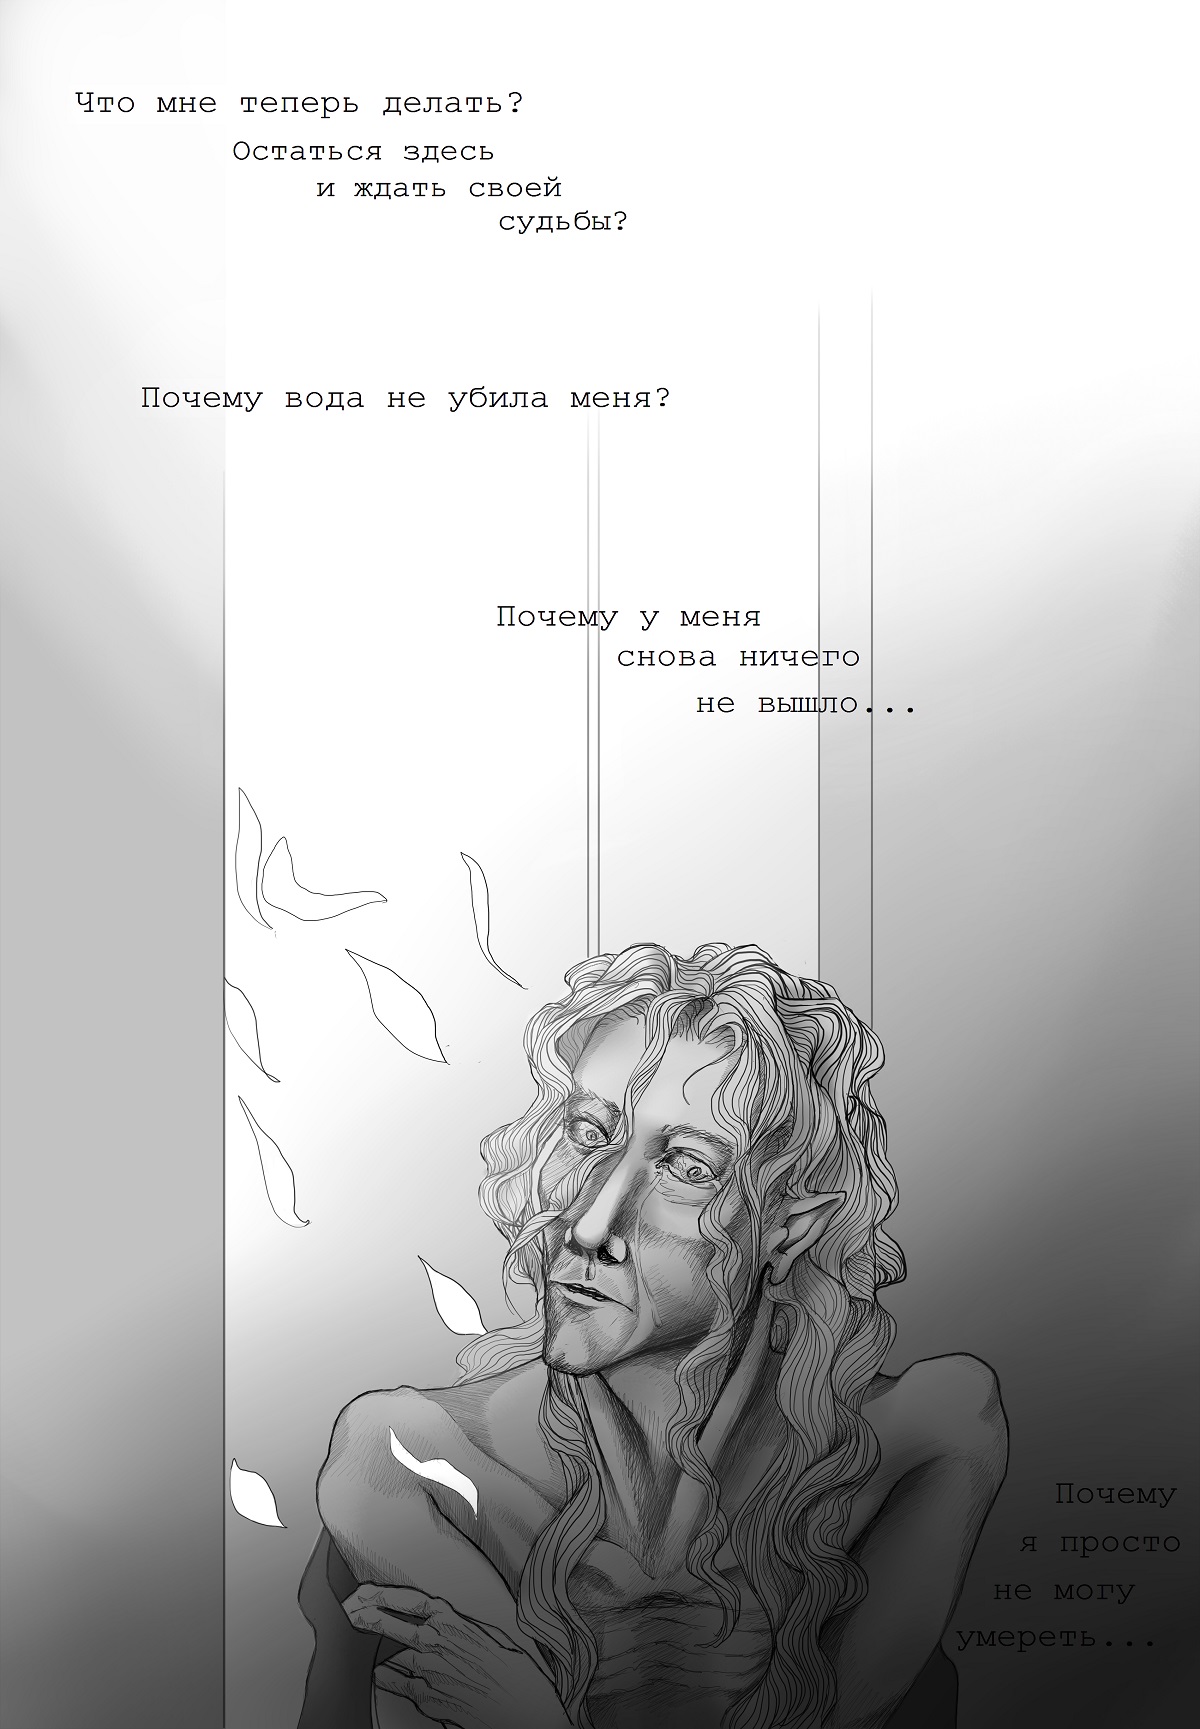 Что мне теперь делать?
Остаться здесь
и ждать своей
судьбы?
Почему вода не убила меня?
Почему у меня
снова ничего
не вышло...
Почему
я просто
не могу
умереть...